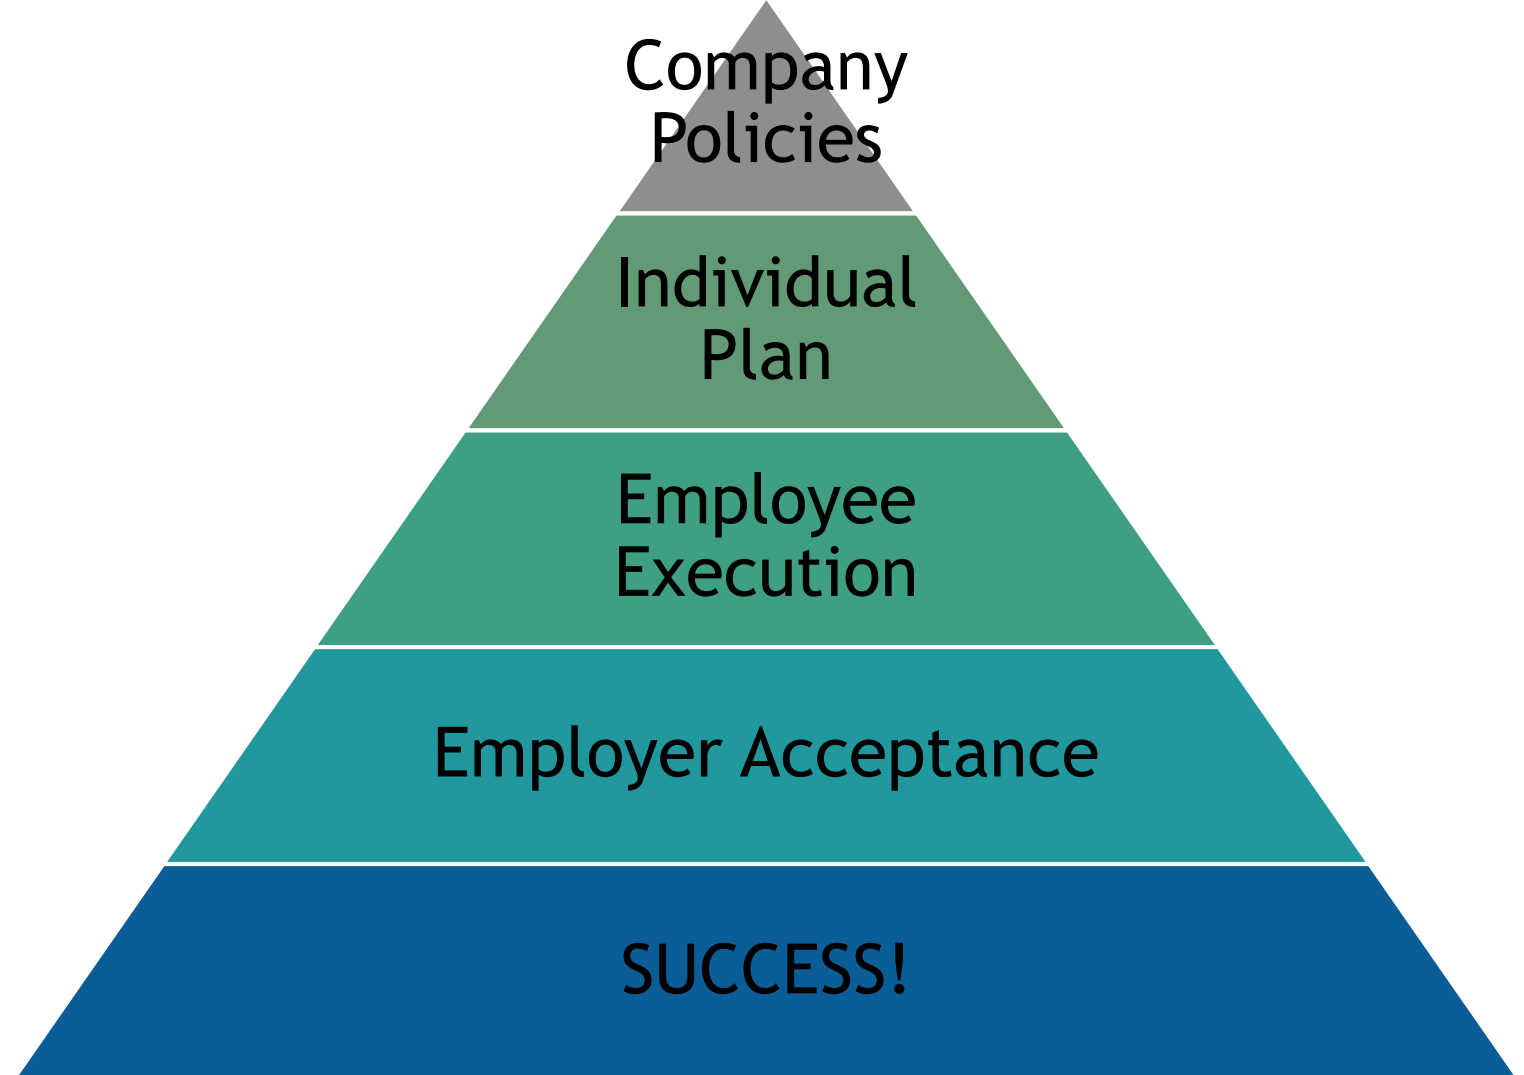 Company
Policies
Individual
Plan
Employee
Execution
Employer Acceptance
SUCCESS!